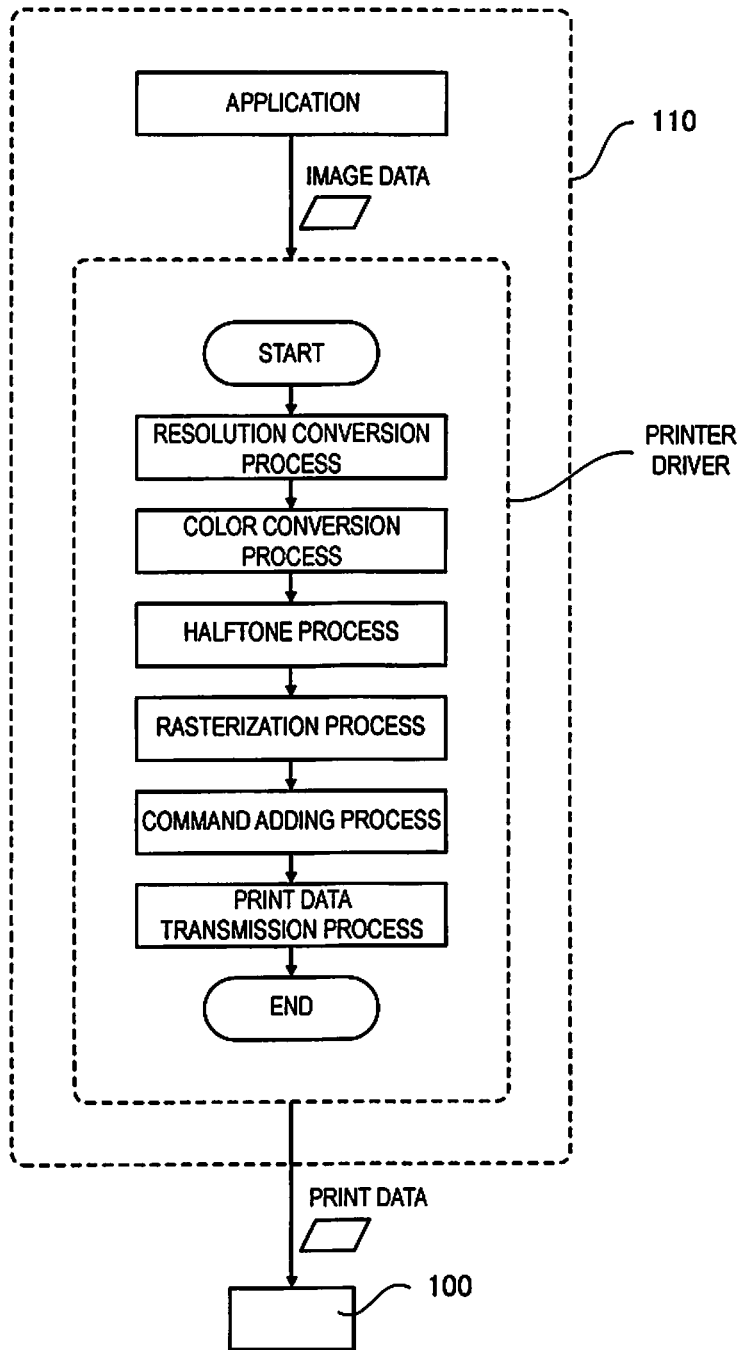 APPLICATION
110
IMAGE DATA
START
RESOLUTION CONVERSION
PROCESS
PRINTER
DRIVER
COLOR CONVERSION
PROCESS
HALFTONE PROCESS
RASTERIZATION PROCESS
COMMAND ADDING PROCESS
PRINT DATA
TRANSMISSION PROCESS
END
PRINT DATA
100